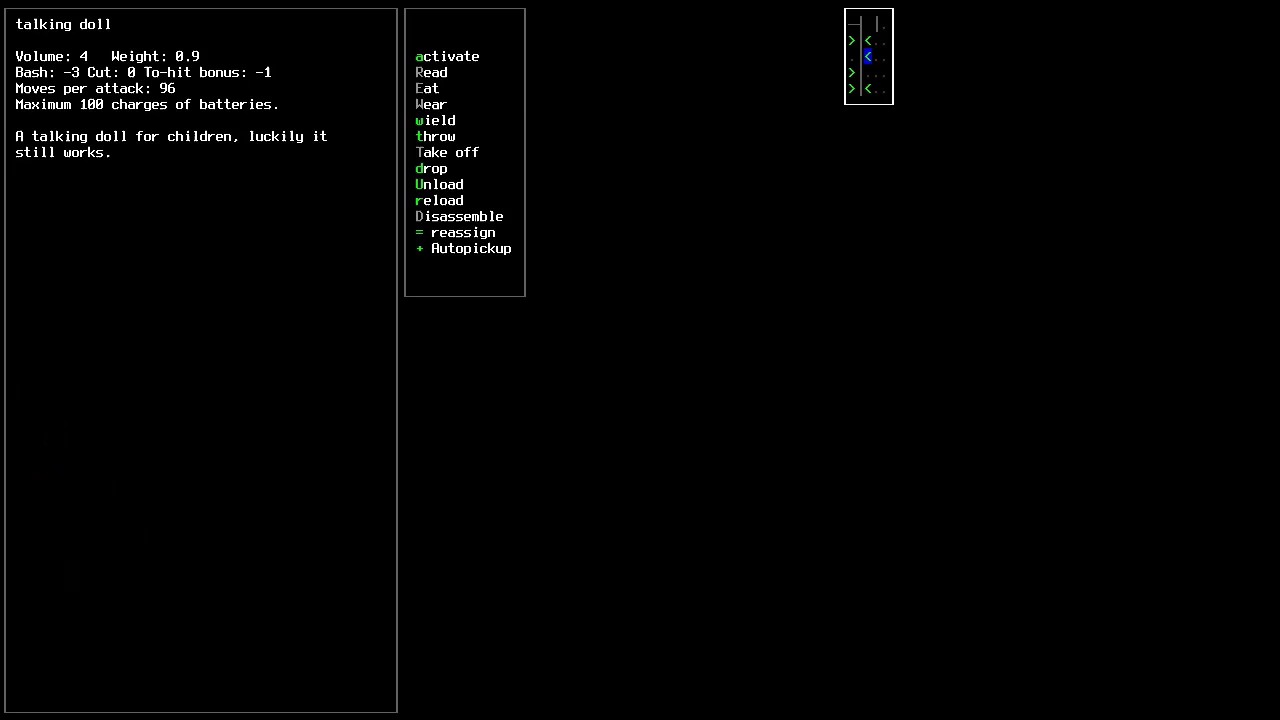 talking doll
Volume: 4 Weight: 0.9
Bash: -3 Cut: 0 To-hit bonus: -1
Moves per attack: 96
Maximum 100 charges of batteries.
A talking doll for children, luckily it
still works.
activate
Read
Eat
Wear
wield
throw
Take off
drop
Unload
reload
Disassemble
= reassign
+ Autopickup